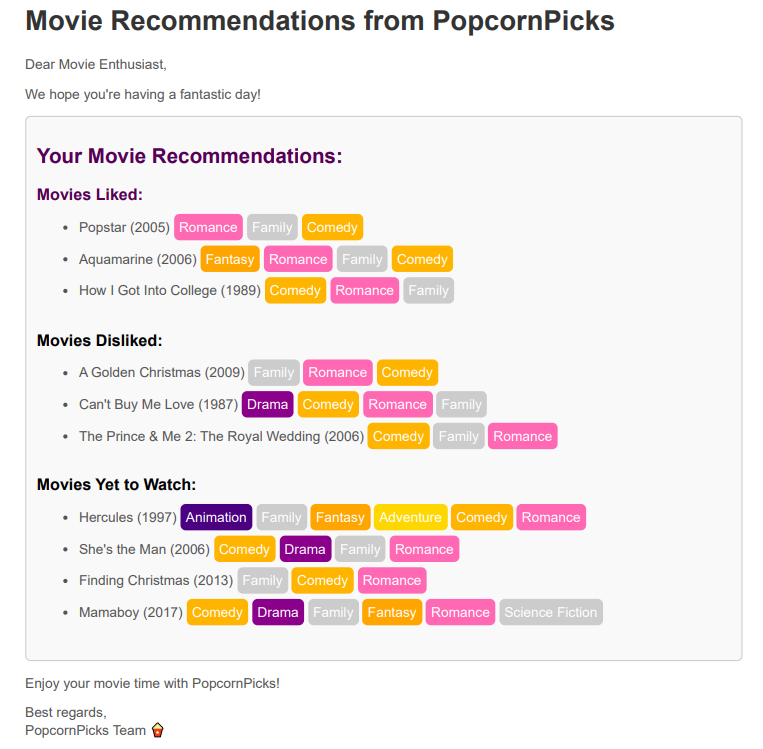 Movie Recommendations from PopcornPicks
Dear Movie Enthusiast,
We hope you're having a fantastic day!
Your Movie Recommendations:
Movies Liked:
• Popstar (2005) Romance Family Comedy
• Aquamarine (2006) Fantasy Romance Family Comedy
• How I Got Into College (1989) Comedy Romance Family
Movies Disliked:
• A Golden Christmas (2009) Family Romance Comedy
• Can't Buy Me Love (1987) Drama Comedy Romance Family
• The Prince & Me 2: The Royal Wedding (2006) Comedy Family Romance
Movies Yet to Watch:
• Hercules (1997) Animation Family Fantasy Adventure Comedy Romance
• She's the Man (2006) Comedy Drama Family Romance
• Finding Christmas (2013) Family Comedy Romance
• Mamaboy (2017) Comedy Drama Family Fantasy Romance Science Fiction
Enjoy your movie time with PopcornPicks!
Best regards,
PopcornPicks Team